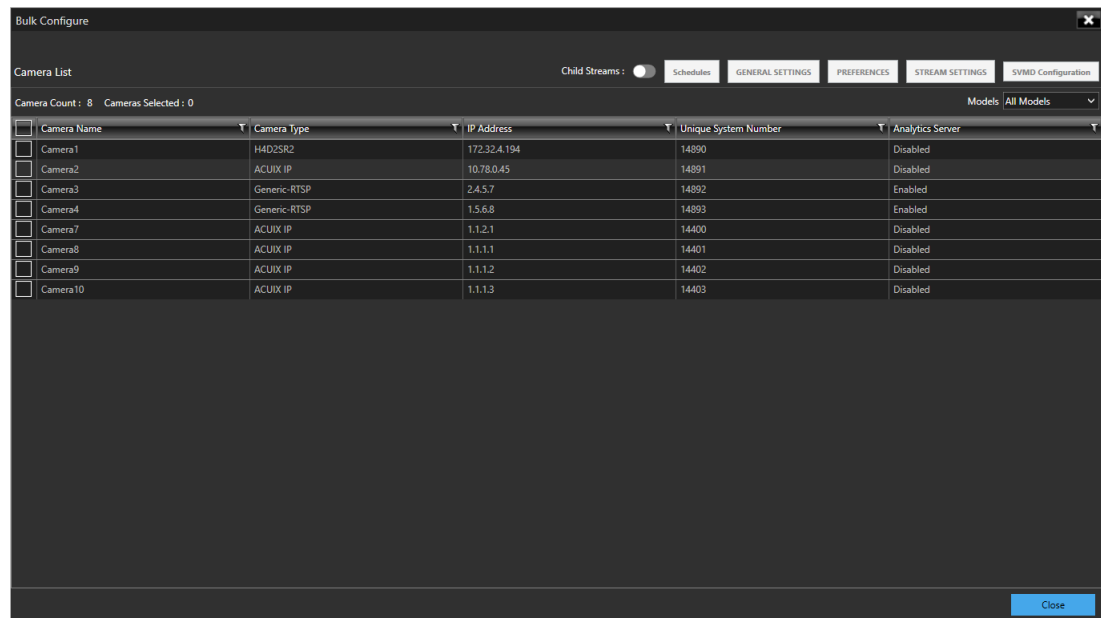 Bulk Configure
Camera List Child Streams : Schedules GENERAL SETTINGS PREFERENCES STREAM SETTINGS SVMD Configuration
Camera Count : 8 Cameras Selected : 0 Models All Models
Camera Name Camera Type IP Address Unique System Number Analytics Server
Camera1 H4D2SR2 172.32.4.194 14890 Disabled
Camera2 ACUIX IP 10.78.0.45 14891 Disabled
Camera3 Generic-RTSP 2.4.5.7 14892 Enabled
Camera4 Generic-RTSP 1.5.6.8 14893 Enabled
Camera7 ACUIX IP 1.1.2.1 14400 Disabled
Camera8 ACUIX IP 1.1.1.1 14401 Disabled
Camera9 ACUIX IP 1.1.1.2 14402 Disabled
Camera10 ACUIX IP 1.1.1.3 14403 Disabled
Close